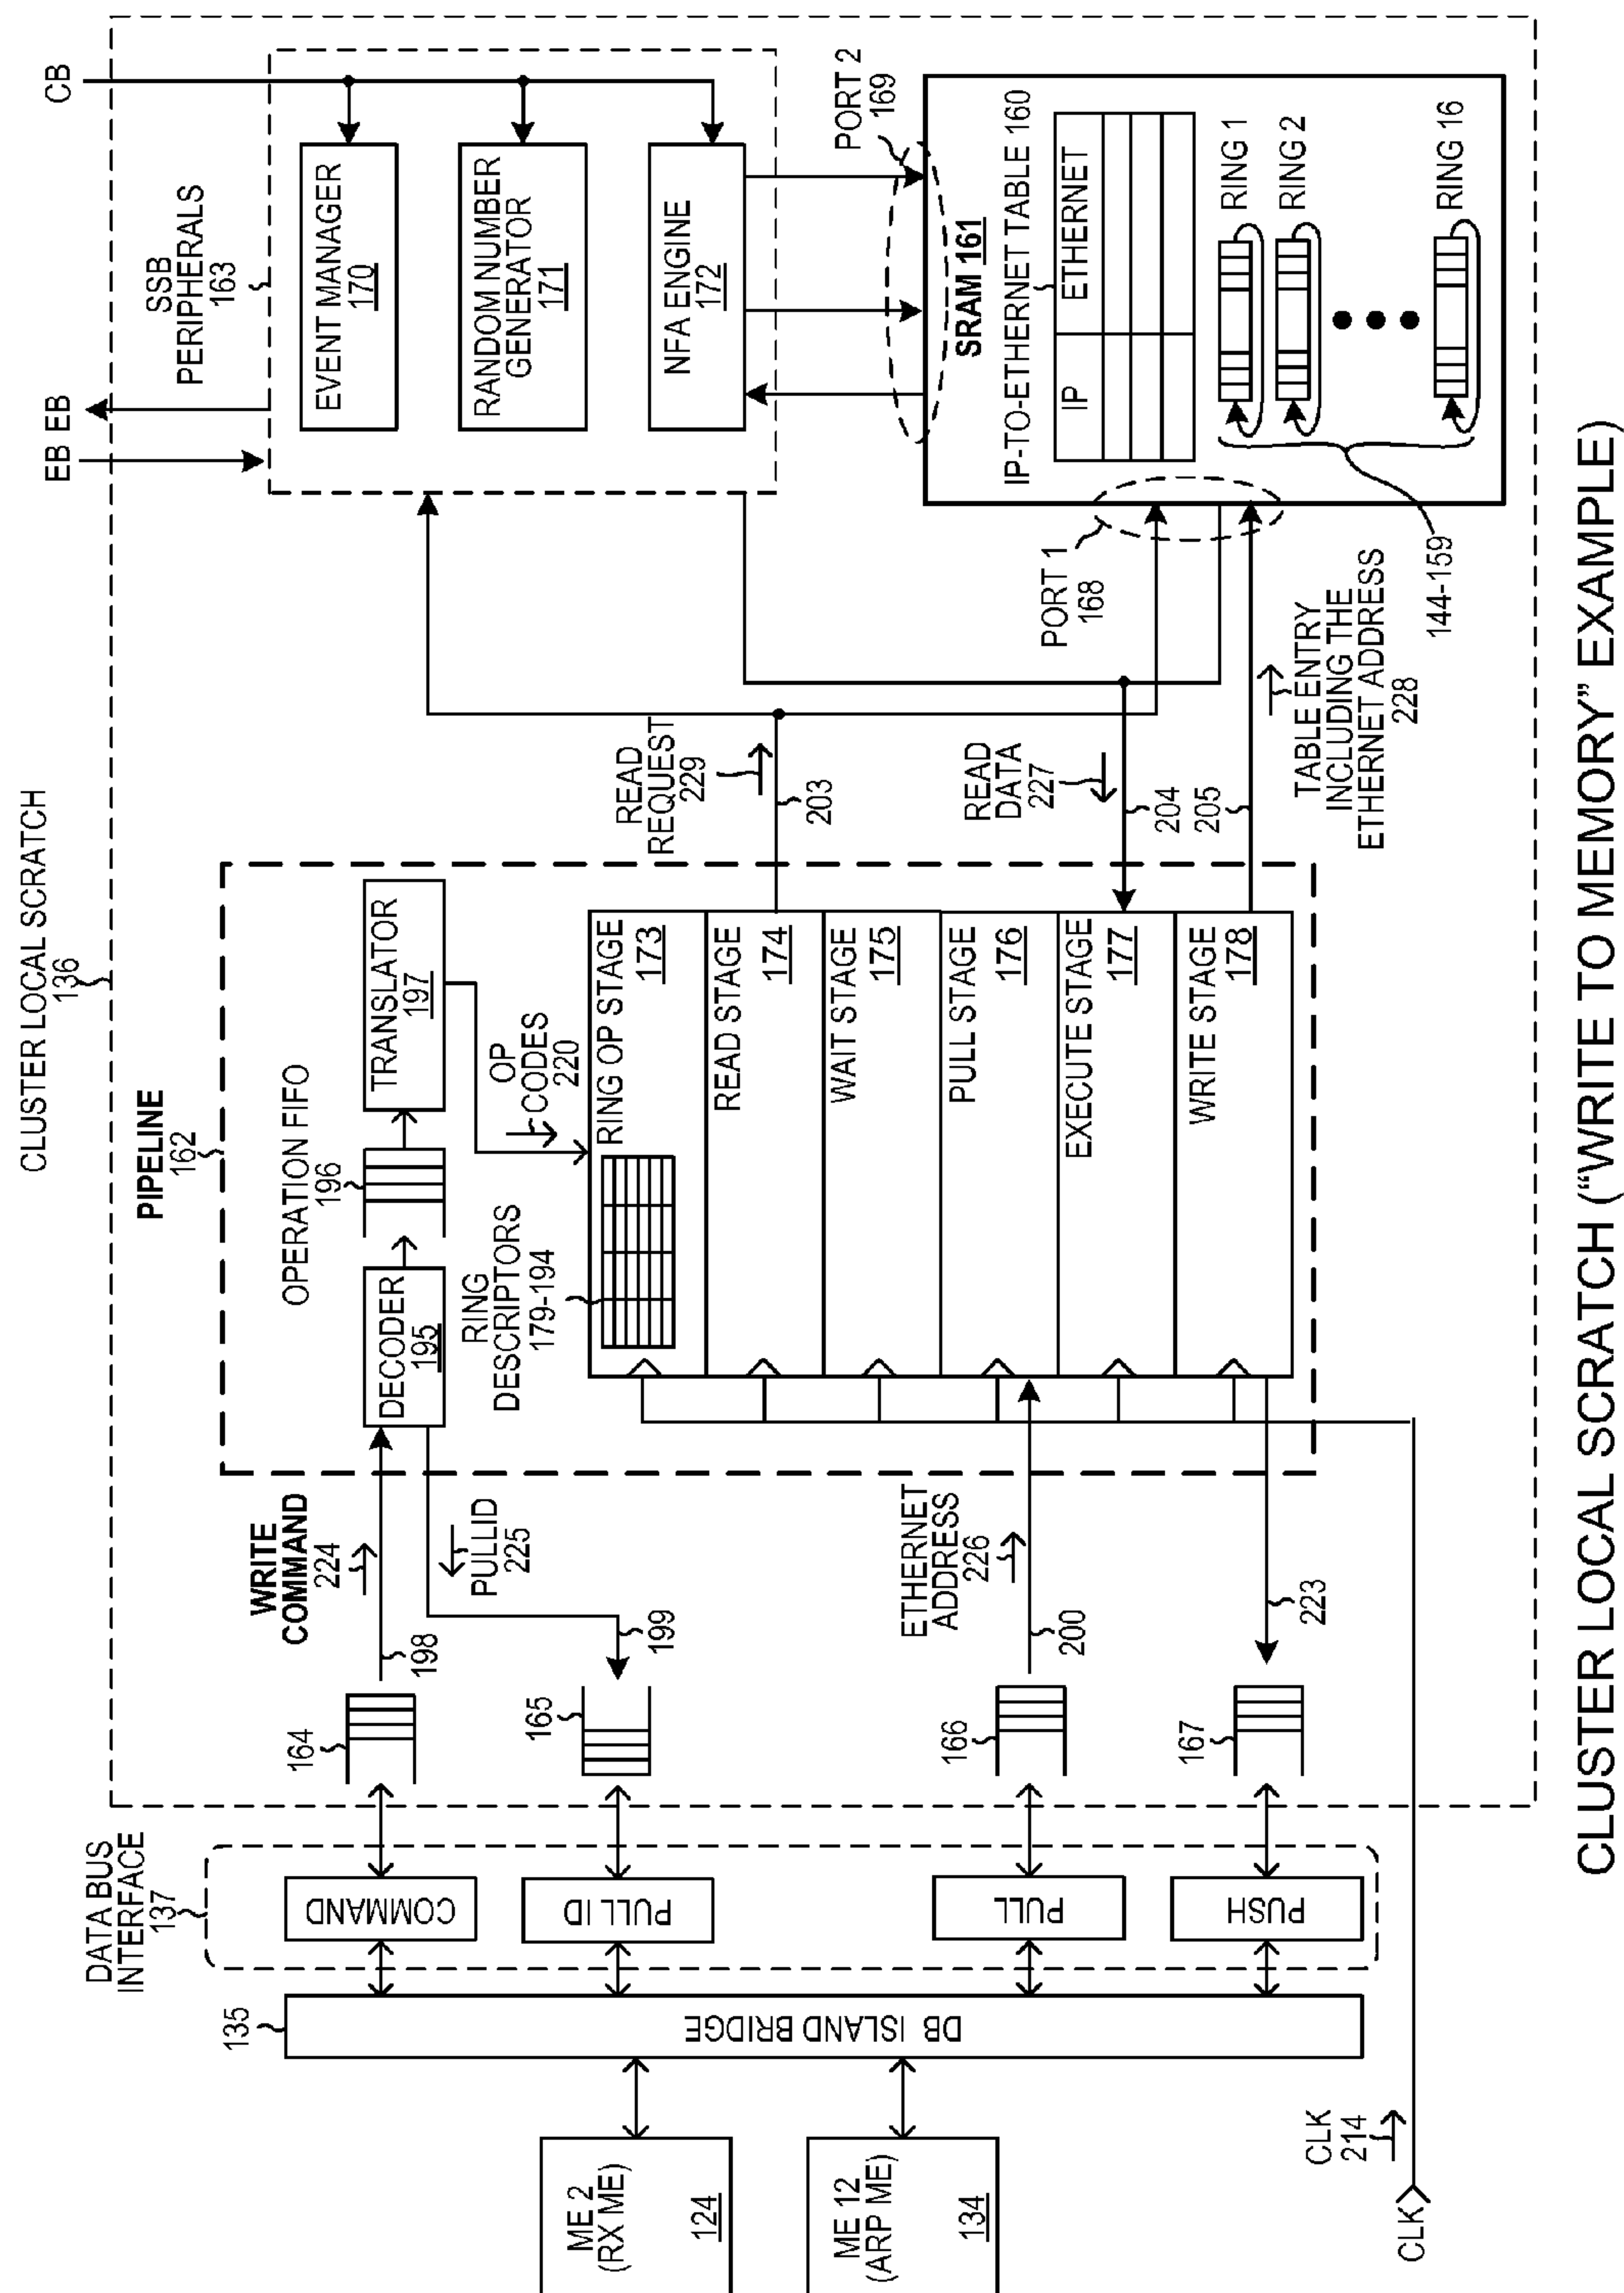 CLUSTER LOCAL SCRATCH
136
CB
EB
EB
SSB
PERIPHERALS
163
EVENT MANAGER
170
RANDOM NUMBER
GENERATOR
171
NFA ENGINE
172
PORT 2
169
SRAM 161
IP-TO-ETHERNET TABLE 160
IP
ETHERNET
RING 1
RING 2
RING 16
144-159
PORT 1
168
PIPELINE
162
OPERATION FIFO
196
DECODER
195
TRANSLATOR
197
OP
CODES
220
RING
DESCRIPTORS
179-194
RING OP STAGE
173
READ STAGE
174
WAIT STAGE
175
PULL STAGE
176
EXECUTE STAGE
177
WRITE STAGE
178
READ
REQUEST
229
203
READ
DATA
227
204
205
TABLE ENTRY
INCLUDING THE
ETHERNET ADDRESS
228
WRITE
COMMAND
224
198
PULLID
225
199
ETHERNET
ADDRESS
226
200
223
164
165
166
167
DATA BUS
INTERFACE
137
COMMAND
PULL ID
PULL
PUSH
135
DB ISLAND BRIDGE
ME 2
(RX ME)
124
ME 12
(ARP ME)
134
CLK
214
CLK
CLUSTER LOCAL SCRATCH (“WRITE TO MEMORY” EXAMPLE)